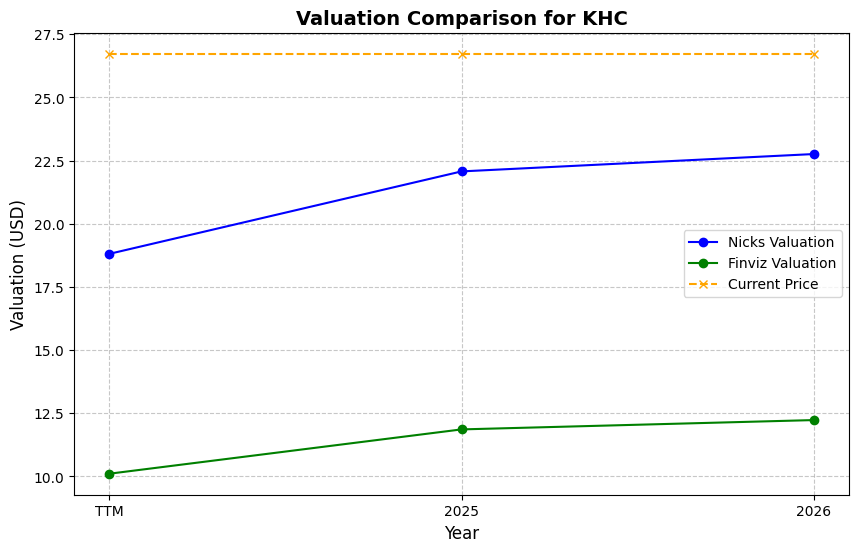 Valuation Comparison for KHC
Valuation (USD)
27.5
25.0
22.5
20.0
17.5
15.0
12.5
10.0
Nicks Valuation
Finviz Valuation
Current Price
TTM 2025 2026
Year